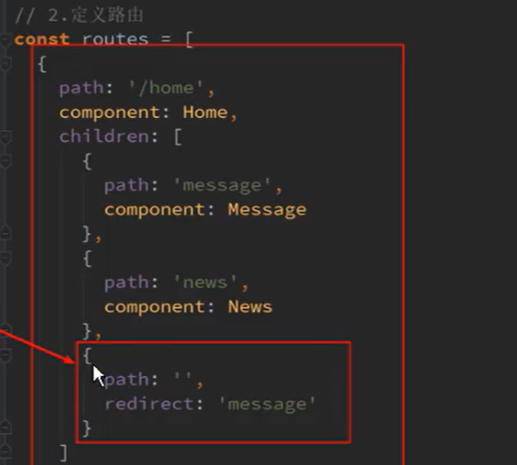 // 2.定义路由
const routes = [
{
path: '/home',
component: Home,
children: [
{
path: 'message',
component: Message
},
{
path: 'news',
component: News
},
{
path: '',
redirect: 'message'
}
]